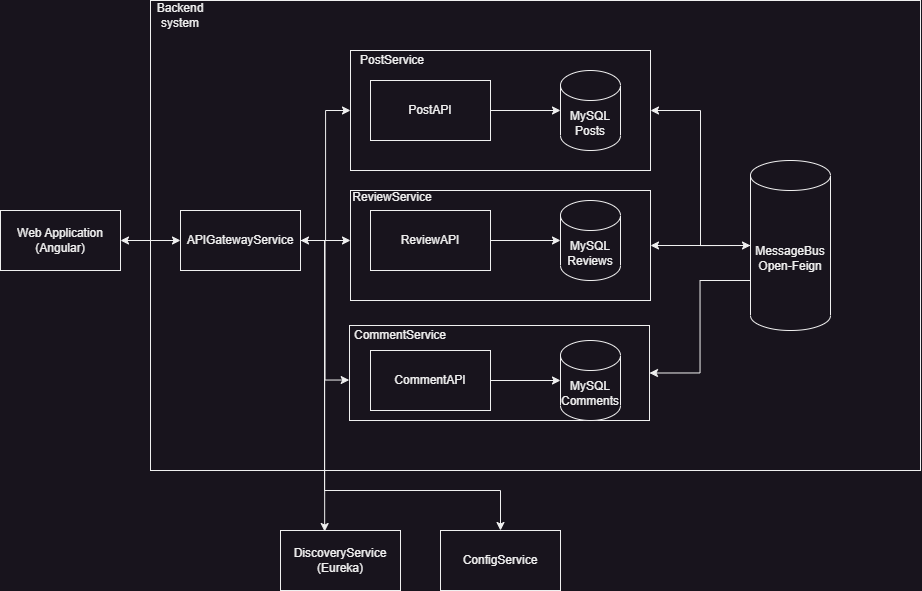 Backend
system
PostService
PostAPI
MySQL
Posts
ReviewService
Web Application
(Angular)
APIGatewayService
ReviewAPI
MySQL
Reviews
MessageBus
Open-Feign
CommentService
CommentAPI
MySQL
Comments
DiscoveryService
(Eureka)
ConfigService